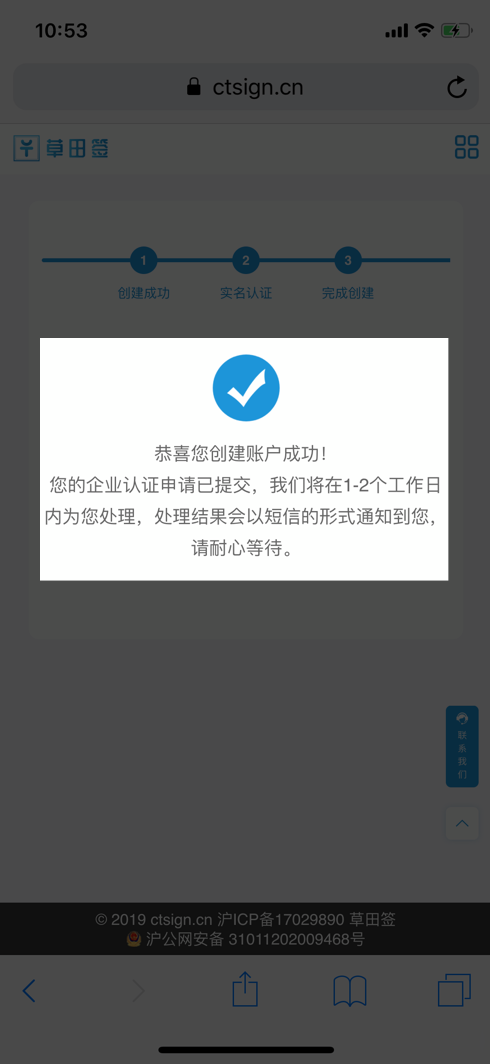 10:53
ctsign.cn
草田签
1 2 3
创建成功 实名认证 完成创建
恭喜您创建账户成功！
您的企业认证申请已提交，我们将在1-2个工作日
内为您处理，处理结果会以短信的形式通知到您，
请耐心等待。
联
系
我
们
© 2019 ctsign.cn 沪ICP备17029890 草田签
沪公网安备 31011202009468号